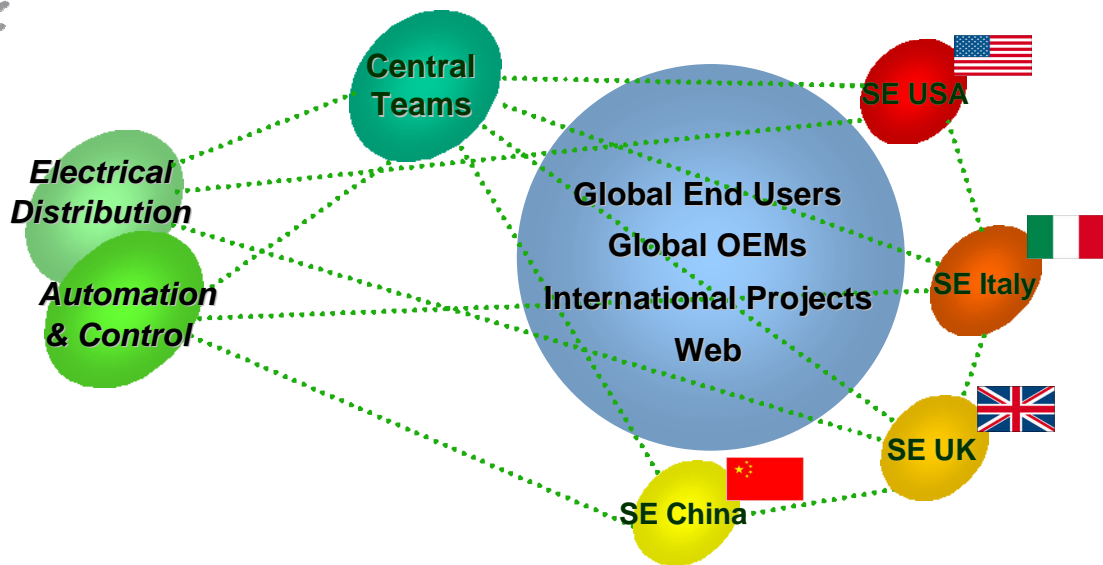 Central
Teams
SE USA
Electrical
Distribution
Global End Users
Global OEMs
International Projects
Web
Automation
& Control
SE Italy
SE UK
SE China